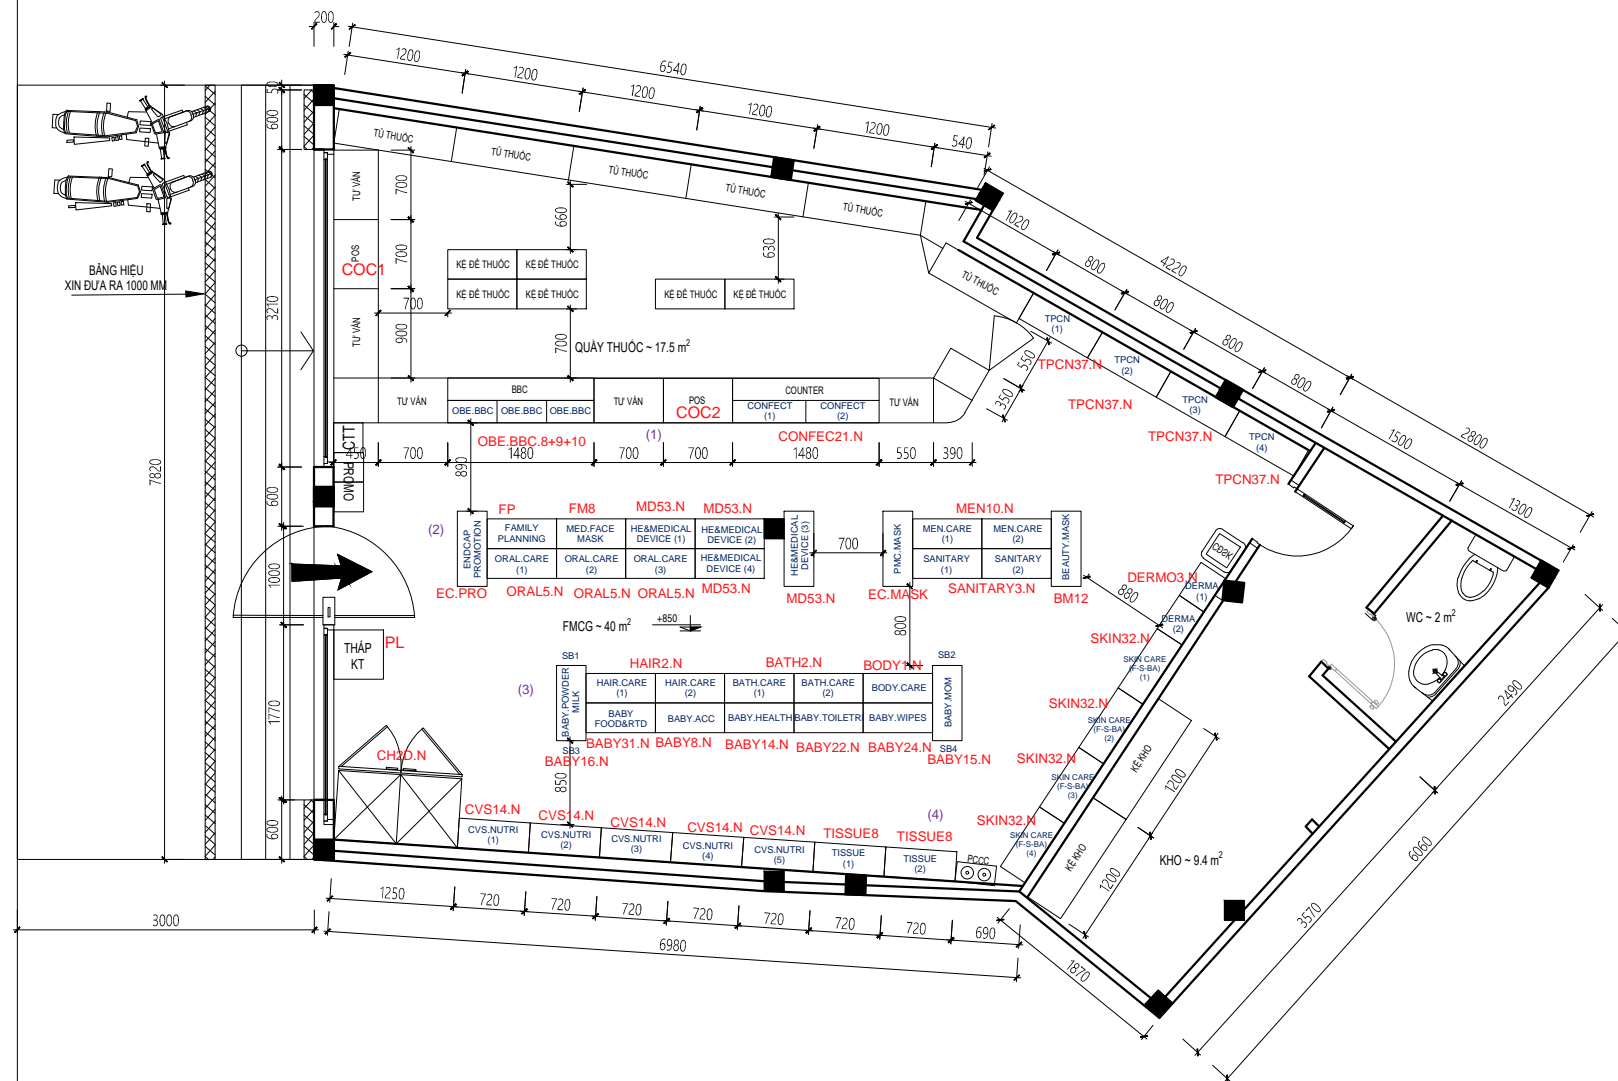 200
6540
1200
1200
1200
1200
1200
540
50
600
3210
600
1000
1770
600
7820
3000
BẢNG HIỆU
XIN ĐƯA RA 1000 MM
TỦ THUỐC
TỦ THUỐC
TỦ THUỐC
TỦ THUỐC
TỦ THUỐC
TỦ THUỐC
TƯ VẤN
POS
COC1
TƯ VẤN
700
700
900
700
660
630
700
KỆ ĐỂ THUỐC
KỆ ĐỂ THUỐC
KỆ ĐỂ THUỐC
KỆ ĐỂ THUỐC
KỆ ĐỂ THUỐC
KỆ ĐỂ THUỐC
QUẦY THUỐC ~ 17.5 m²
1020
800
800
800
800
4220
1500
2800
1300
TPCN
(1)
TPCN
(2)
TPCN
(3)
TPCN
(4)
TPCN37.N
TPCN37.N
TPCN37.N
TPCN37.N
550
350
TƯ VẤN
BBC
OBE.BBC
OBE.BBC
OBE.BBC
TƯ VẤN
POS
COC2
COUNTER
CONFECT
(1)
CONFECT
(2)
TƯ VẤN
OBE.BBC.8+9+10
(1)
CONFEC21.N
450
700
1480
700
700
1480
550
390
890
CTT
PROMO
(2)
FP
FM8
MD53.N
MD53.N
MEN10.N
ENDCAP
PROMOTION
FAMILY
PLANNING
MED.FACE
MASK
HE&MEDICAL
DEVICE (1)
HE&MEDICAL
DEVICE (2)
HE&MEDICAL
DEVICE (3)
ORAL.CARE
(1)
ORAL.CARE
(2)
ORAL.CARE
(3)
HE&MEDICAL
DEVICE (4)
700
PMC.MASK
MEN.CARE
(1)
MEN.CARE
(2)
SANITARY
(1)
SANITARY
(2)
BEAUTY.MASK
EC.PRO
ORAL5.N
ORAL5.N
ORAL5.N
MD53.N
MD53.N
EC.MASK
SANITARY3.N
BM12
FMCG ~ 40 m²
+850
800
880
DERMO3.N
DERMA
(1)
DERMA
(2)
SKIN32.N
SKIN CARE
(F-S-BA)
(1)
SKIN32.N
SKIN CARE
(F-S-BA)
(2)
SKIN32.N
SKIN CARE
(F-S-BA)
(3)
SKIN32.N
SKIN CARE
(F-S-BA)
(4)
WC ~ 2 m²
THÁP
KT
PL
(3)
SB1
HAIR2.N
BATH2.N
BODY1.N
SB2
BABY.POWDER
MILK
HAIR.CARE
(1)
HAIR.CARE
(2)
BATH.CARE
(1)
BATH.CARE
(2)
BODY.CARE
BABY
FOOD&RTD
BABY.ACC
BABY.HEALTH
BABY.TOILETRI
BABY.WIPES
BABY.MOM
SB3
SB4
BABY16.N
BABY31.N
BABY8.N
BABY14.N
BABY22.N
BABY24.N
BABY15.N
850
CH2D.N
(4)
CVS14.N
CVS14.N
CVS14.N
CVS14.N
CVS14.N
TISSUE8
TISSUE8
CVS.NUTRI
(1)
CVS.NUTRI
(2)
CVS.NUTRI
(3)
CVS.NUTRI
(4)
CVS.NUTRI
(5)
TISSUE
(1)
TISSUE
(2)
PCCC
KỆ KHO
KỆ KHO
1200
1200
KHO ~ 9.4 m²
1250
720
720
720
720
720
720
720
690
6980
1870
2490
3570
6060